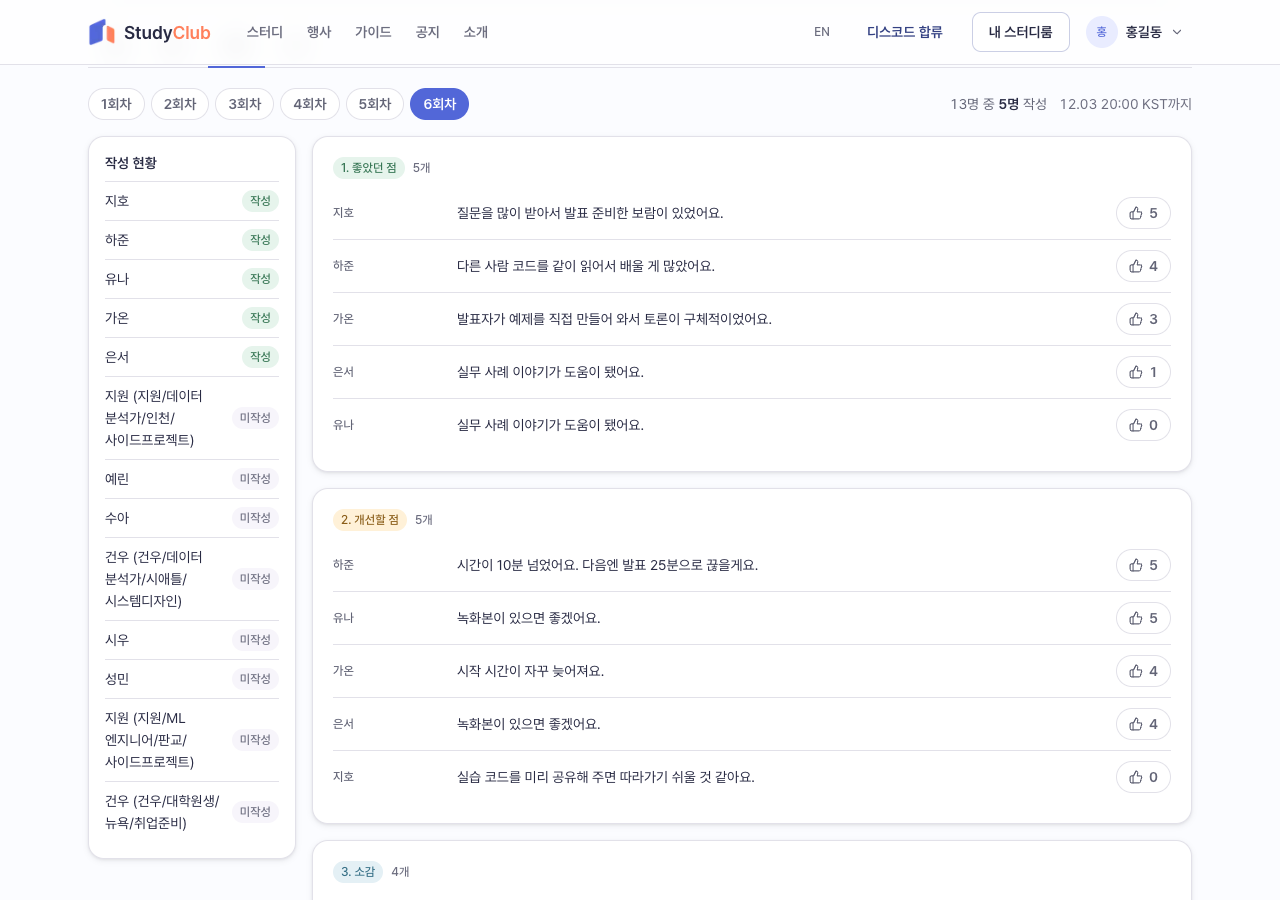 StudyClub 스터디 행사 가이드 공지 소개 EN 디스코드 합류 내 스터디룸 홍 홍길동
1회차 2회차 3회차 4회차 5회차 6회차 13명 중 5명 작성 12.03 20:00 KST까지
작성 현황
지호 작성
하준 작성
유나 작성
가온 작성
은서 작성
지원 (지원/데이터
분석가/인천/
사이드프로젝트)
미작성
예린 미작성
수아 미작성
건우 (건우/데이터
분석가/시애틀/
시스템디자인)
미작성
시우 미작성
성민 미작성
지원 (지원/ML
엔지니어/판교/
사이드프로젝트)
미작성
건우 (건우/대학원생/
뉴욕/취업준비)
미작성
1. 좋았던 점 5개
지호 질문을 많이 받아서 발표 준비한 보람이 있었어요. 5
하준 다른 사람 코드를 같이 읽어서 배울 게 많았어요. 4
가온 발표자가 예제를 직접 만들어 와서 토론이 구체적이었어요. 3
은서 실무 사례 이야기가 도움이 됐어요. 1
유나 실무 사례 이야기가 도움이 됐어요. 0
2. 개선할 점 5개
하준 시간이 10분 넘었어요. 다음엔 발표 25분으로 끊을게요. 5
유나 녹화본이 있으면 좋겠어요. 5
가온 시작 시간이 자꾸 늦어져요. 4
은서 녹화본이 있으면 좋겠어요. 4
지호 실습 코드를 미리 공유해 주면 따라가기 쉬울 것 같아요. 0
3. 소감 4개